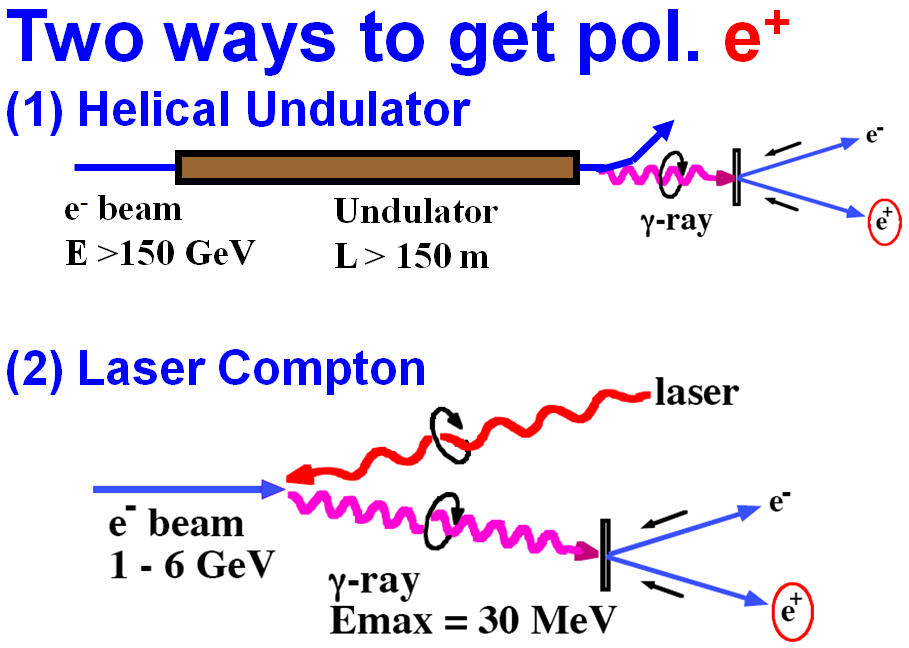 Two ways to get pol. e⁺
(1) Helical Undulator
e⁻
e⁻ beam
E >150 GeV
Undulator
L > 150 m
γ-ray
e⁺
(2) Laser Compton
laser
e⁻ beam
1 - 6 GeV
γ-ray
Emax = 30 MeV
e⁻
e⁺